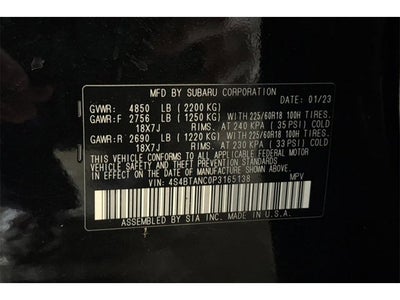 MFD BY SUBARU CORPORATION
DATE: 01/23
GVWR: 4850 LB (2200 KG)
GAWR:F 2756 LB (1250 KG) WITH 225/60R18 100H TIRES.
18X7J RIMS. AT 240 KPA (35 PSI) COLD
GAWR:R 2690 LB (1220 KG) WITH 225/60R18 100H TIRES.
18X7J RIMS. AT 230 KPA (33 PSI) COLD
THIS VEHICLE CONFORMS TO ALL APPLICABLE FEDERAL MOTOR
VEHICLE SAFETY, BUMPER, AND THEFT PREVENTION STANDARDS
IN EFFECT ON THE DATE OF MANUFACTURE SHOWN ABOVE.
VIN: 4S4BTANC0P3165138 MPV
ASSEMBLED BY SIA INC. MADE IN U.S.A.